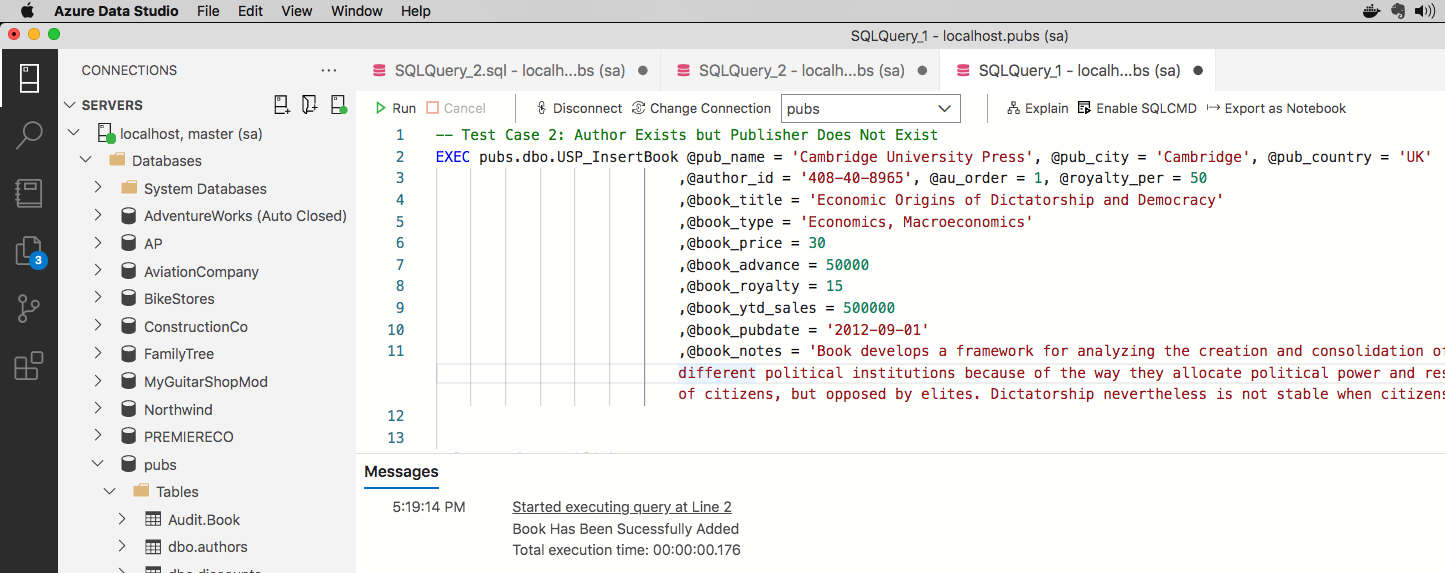 Azure Data Studio File Edit View Window Help
SQLQuery_1 - localhost.pubs (sa)
CONNECTIONS
SQLQuery_2.sql - localh...bs (sa)
SQLQuery_2 - localh...bs (sa)
SQLQuery_1 - localh...bs (sa)
SERVERS
Run Cancel Disconnect Change Connection pubs Explain Enable SQLCMD Export as Notebook
localhost, master (sa)
Databases
System Databases
AdventureWorks (Auto Closed)
AP
AviationCompany
BikeStores
ConstructionCo
FamilyTree
MyGuitarShopMod
Northwind
PREMIERECO
pubs
Tables
Audit.Book
dbo.authors
dbo.discounts
3
1 -- Test Case 2: Author Exists but Publisher Does Not Exist
2 EXEC pubs.dbo.USP_InsertBook @pub_name = 'Cambridge University Press', @pub_city = 'Cambridge', @pub_country = 'UK'
3 ,@author_id = '408-40-8965', @au_order = 1, @royalty_per = 50
4 ,@book_title = 'Economic Origins of Dictatorship and Democracy'
5 ,@book_type = 'Economics, Macroeconomics'
6 ,@book_price = 30
7 ,@book_advance = 50000
8 ,@book_royalty = 15
9 ,@book_ytd_sales = 500000
10 ,@book_pubdate = '2012-09-01'
11 ,@book_notes = 'Book develops a framework for analyzing the creation and consolidation of
different political institutions because of the way they allocate political power and res
of citizens, but opposed by elites. Dictatorship nevertheless is not stable when citizens
12
13
Messages
5:19:14 PM Started executing query at Line 2
Book Has Been Sucessfully Added
Total execution time: 00:00:00.176